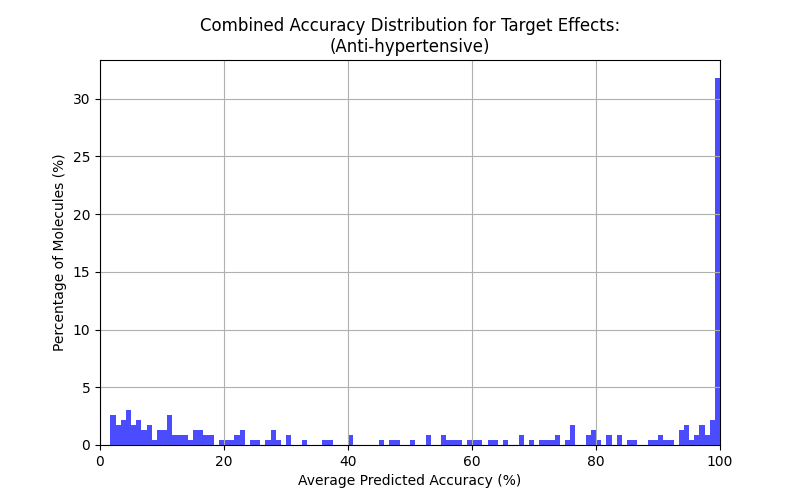 Combined Accuracy Distribution for Target Effects:
(Anti-hypertensive)
Percentage of Molecules (%)
30
25
20
15
10
5
0
0 20 40 60 80 100
Average Predicted Accuracy (%)